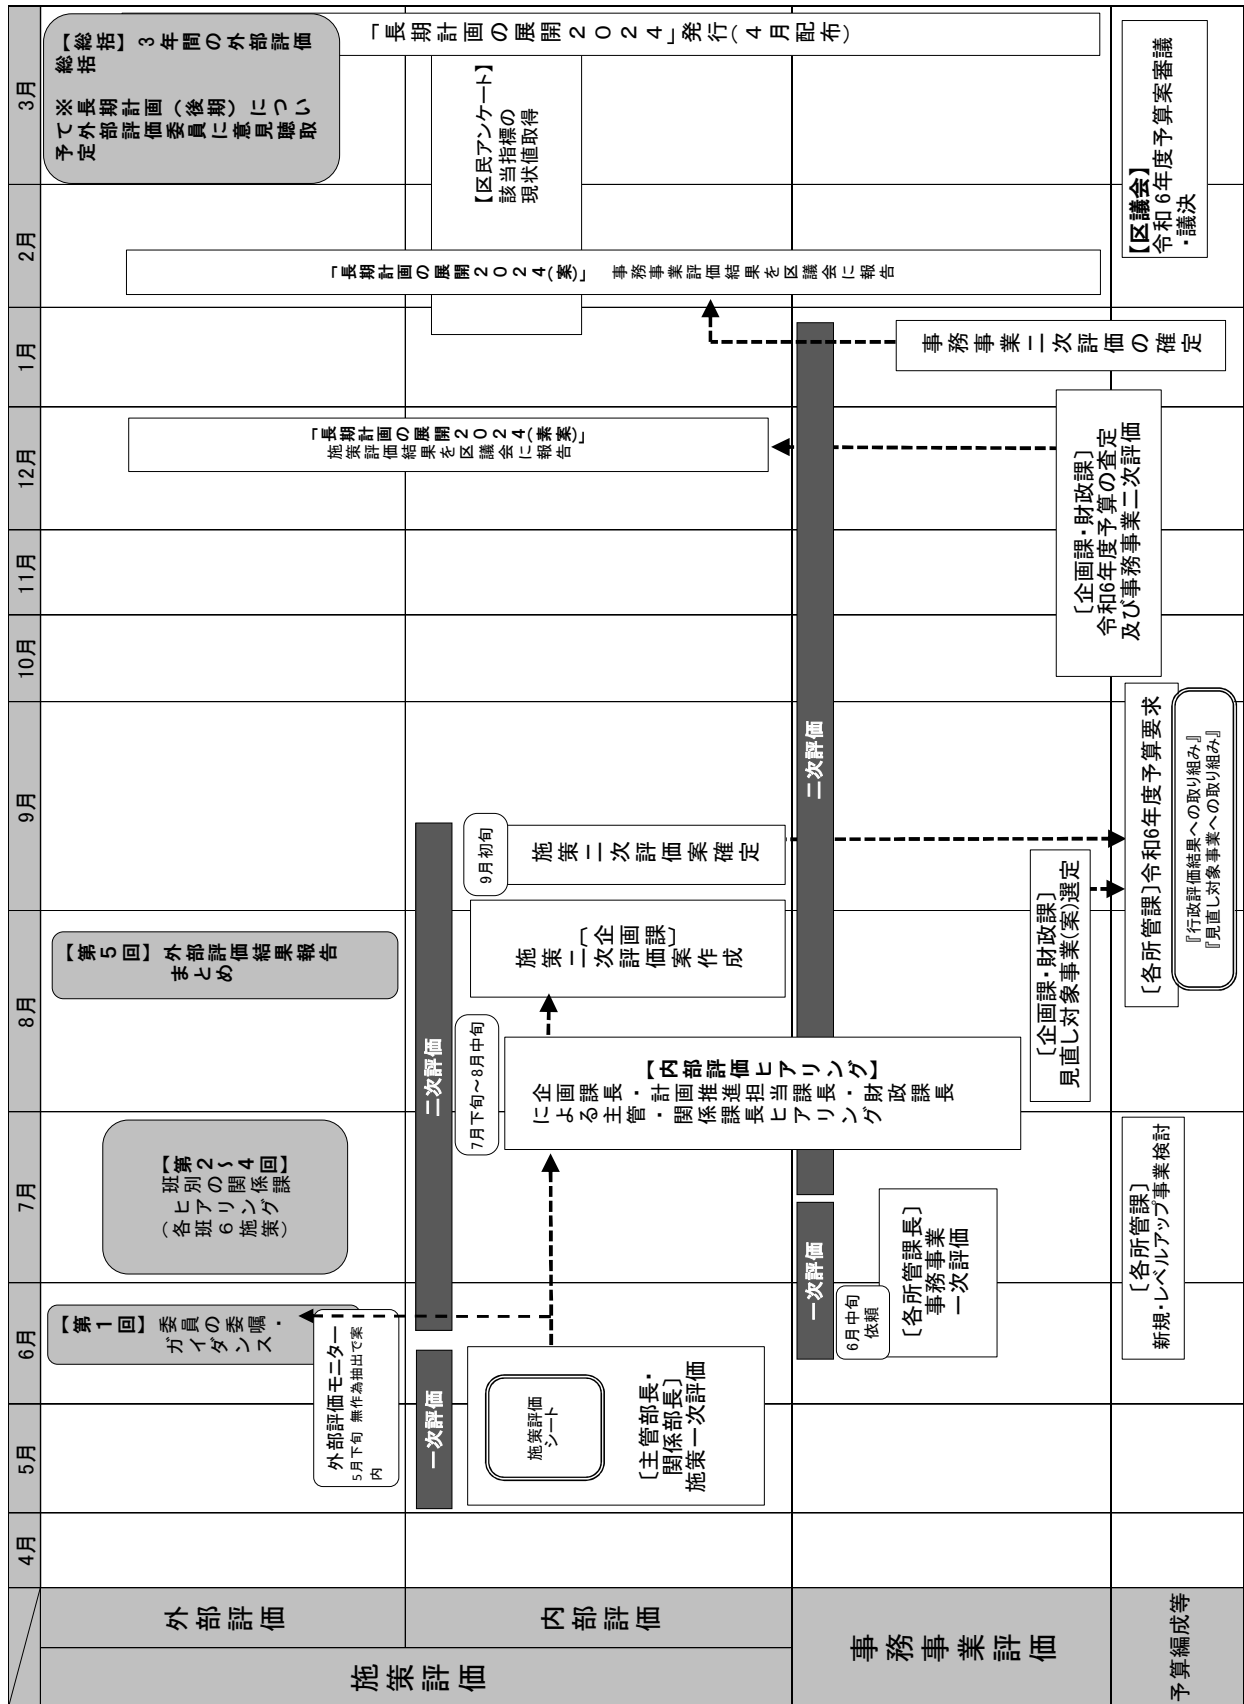 4月
5月
6月
7月
8月
9月
10月
11月
12月
1月
2月
3月
施策評価
外部評価
外部評価モニター
5月下旬 無作為抽出で案
内
【第1回】委員の委嘱・
ガイダンス
【第2~4回】
班別の関係課
ヒアリング
(各班6施策)
【第5回】外部評価結果報告
まとめ
【総括】3年間の外部評価
総括
※長期計画(後期)につい
て外部評価委員に意見聴取
予定
内部評価
一次評価
二次評価
施策評価
シート
〔主管部長・
関係部長〕
施策一次評価
7月下旬~8月中旬
【内部評価ヒアリング】
企画課長・計画推進担当課長・財政課長
による主管・関係課長ヒアリング
〔企画課〕
施策二次評価案作成
9月初旬
施策二次評価案確定
「長期計画の展開2024(素案)」
施策評価結果を区議会に報告
「長期計画の展開2024(案)」 事務事業評価結果を区議会に報告
【区民アンケート】
該当指標の
現状値取得
「長期計画の展開2024」発行(4月配布)
事務事業評価
一次評価
二次評価
6月中旬
依頼
〔各所管課長〕
事務事業
一次評価
〔企画課・財政課〕
見直し対象事業(案)選定
〔企画課・財政課〕
令和6年度予算の査定
及び事務事業二次評価
事務事業二次評価の確定
予算編成等
〔各所管課〕
新規・レベルアップ事業検討
〔各所管課〕令和6年度予算要求
『行政評価結果への取り組み』
『見直し対象事業への取り組み』
【区議会】
令和6年度予算案審議
・議決